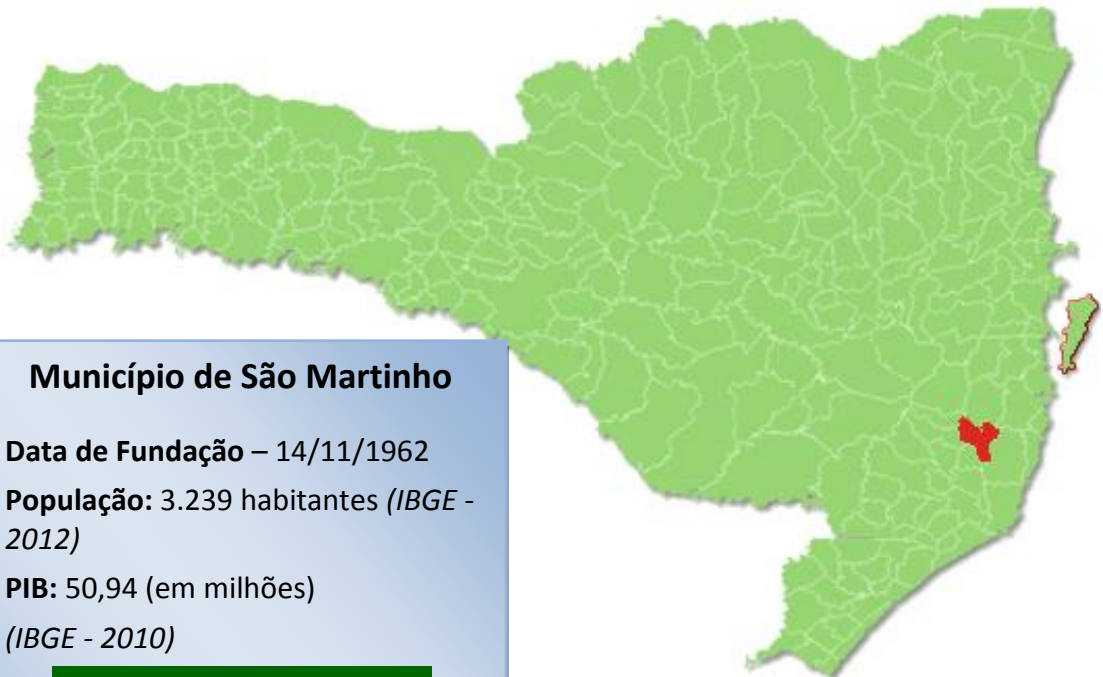 Município de São Martinho
Data de Fundação – 14/11/1962
População: 3.239 habitantes (IBGE -
2012)
PIB: 50,94 (em milhões)
(IBGE - 2010)